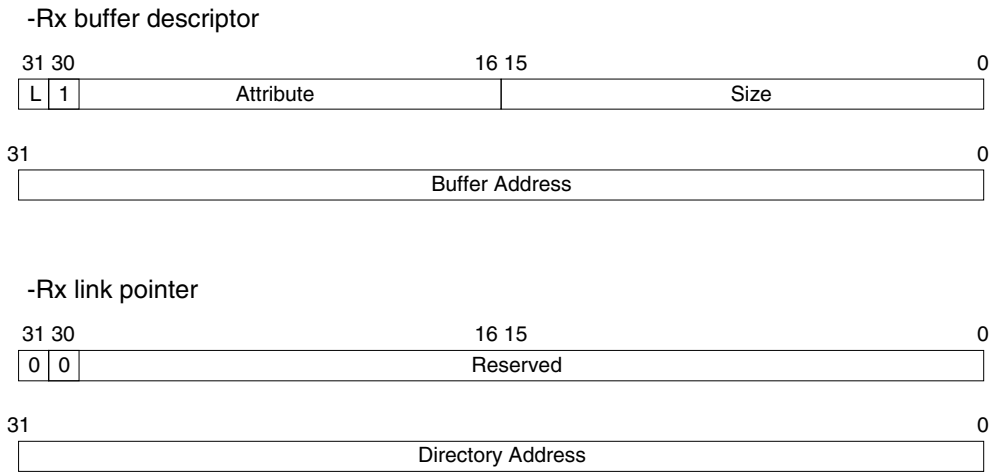 -Rx buffer descriptor
31 30 16 15 0
L 1 Attribute Size
31 0
Buffer Address
-Rx link pointer
31 30 16 15 0
0 0 Reserved
31 0
Directory Address